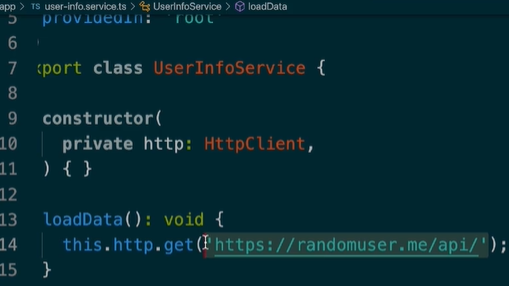 app > TS user-info.service.ts > UserInfoService > loadData
5 providedIn: 'root'
6
7 xport class UserInfoService {
8
9 constructor(
10 private http: HttpClient,
11 ) { }
12
13 loadData(): void {
14 this.http.get('https://randomuser.me/api/');
15 }